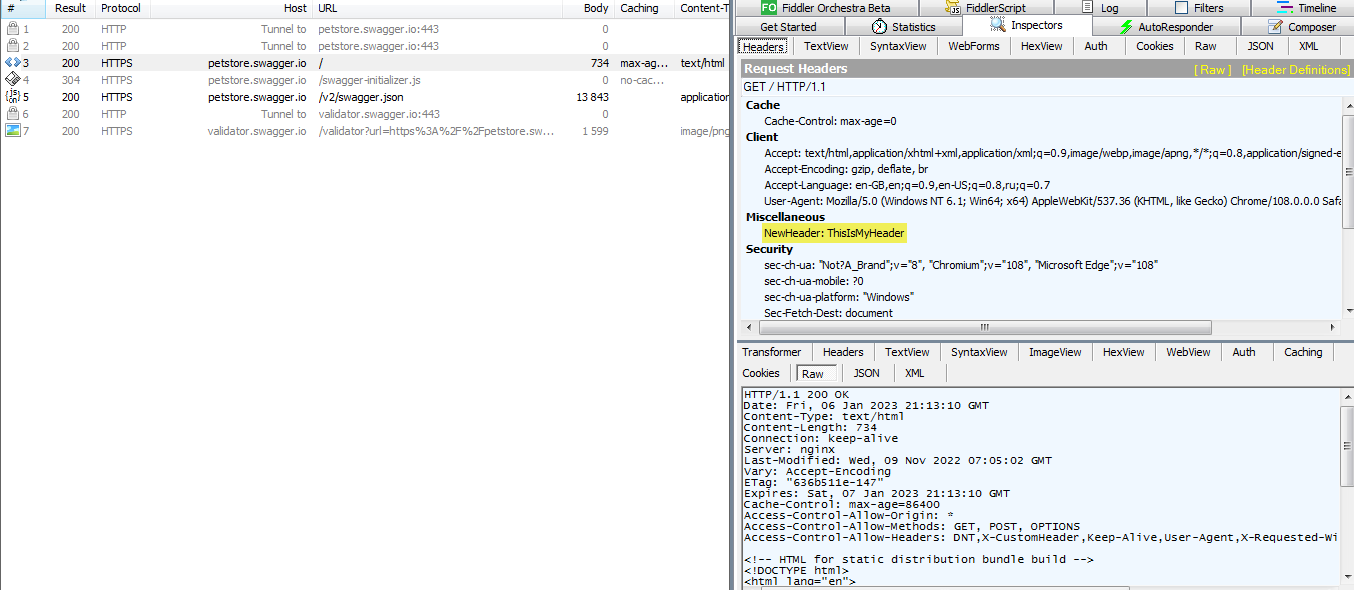 # Result Protocol Host URL Body Caching Content-T
1 200 HTTP Tunnel to petstore.swagger.io:443 0
2 200 HTTP Tunnel to petstore.swagger.io:443 0
3 200 HTTPS petstore.swagger.io / 734 max-ag... text/html
4 304 HTTPS petstore.swagger.io /swagger-initializer.js 0 no-cac...
5 200 HTTPS petstore.swagger.io /v2/swagger.json 13 843 application
6 200 HTTP Tunnel to validator.swagger.io:443 0
7 200 HTTPS validator.swagger.io /validator?url=https%3A%2F%2Fpetstore.sw... 1 599 image/png
FO Fiddler Orchestra Beta FiddlerScript Log Filters Timeline
Get Started Statistics Inspectors AutoResponder Composer
Headers TextView SyntaxView WebForms HexView Auth Cookies Raw JSON XML
Request Headers [ Raw ] [Header Definitions]
GET / HTTP/1.1
Cache
Cache-Control: max-age=0
Client
Accept: text/html,application/xhtml+xml,application/xml;q=0.9,image/webp,image/apng,*/*;q=0.8,application/signed-e
Accept-Encoding: gzip, deflate, br
Accept-Language: en-GB,en;q=0.9,en-US;q=0.8,ru;q=0.7
User-Agent: Mozilla/5.0 (Windows NT 6.1; Win64; x64) AppleWebKit/537.36 (KHTML, like Gecko) Chrome/108.0.0.0 Safa
Miscellaneous
NewHeader: ThisIsMyHeader
Security
sec-ch-ua: "Not?A_Brand";v="8", "Chromium";v="108", "Microsoft Edge";v="108"
sec-ch-ua-mobile: ?0
sec-ch-ua-platform: "Windows"
Sec-Fetch-Dest: document
Transformer Headers TextView SyntaxView ImageView HexView WebView Auth Caching
Cookies Raw JSON XML
HTTP/1.1 200 OK
Date: Fri, 06 Jan 2023 21:13:10 GMT
Content-Type: text/html
Content-Length: 734
Connection: keep-alive
Server: nginx
Last-Modified: Wed, 09 Nov 2022 07:05:02 GMT
Vary: Accept-Encoding
ETag: "636b511e-147"
Expires: Sat, 07 Jan 2023 21:13:10 GMT
Cache-Control: max-age=86400
Access-Control-Allow-Origin: *
Access-Control-Allow-Methods: GET, POST, OPTIONS
Access-Control-Allow-Headers: DNT,X-CustomHeader,Keep-Alive,User-Agent,X-Requested-Wi
<!-- HTML for static distribution bundle build -->
<!DOCTYPE html>
<html lang="en">